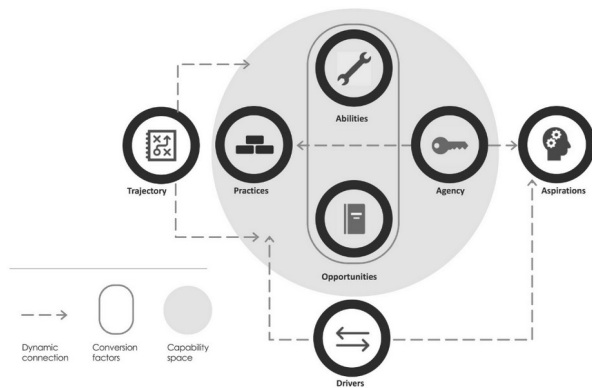 Abilities
Trajectory
Practices
Agency
Aspirations
Opportunities
Drivers
Dynamic
connection
Conversion
factors
Capability
space